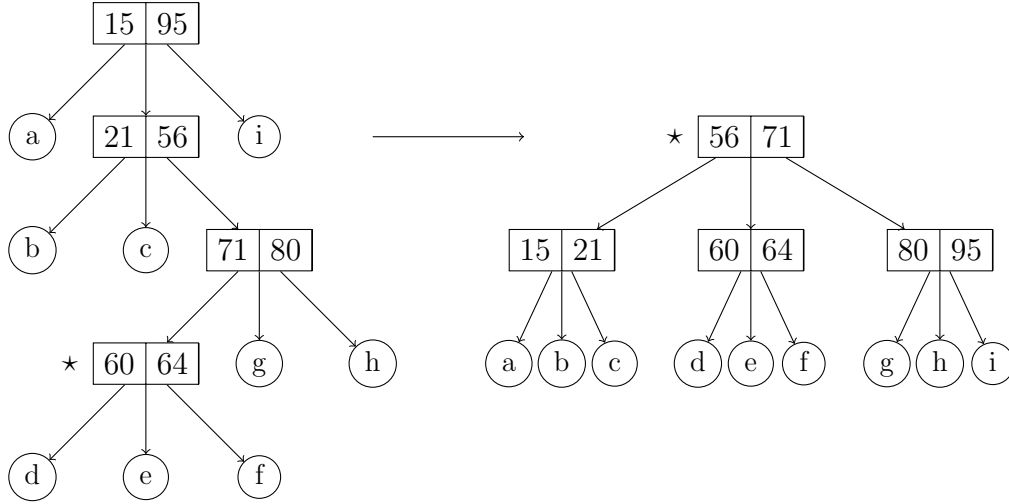 15 95
a 21 56 i ⋆ 56 71
b c 71 80 15 21 60 64 80 95
⋆ 60 64 g h a b c d e f g h i
d e f